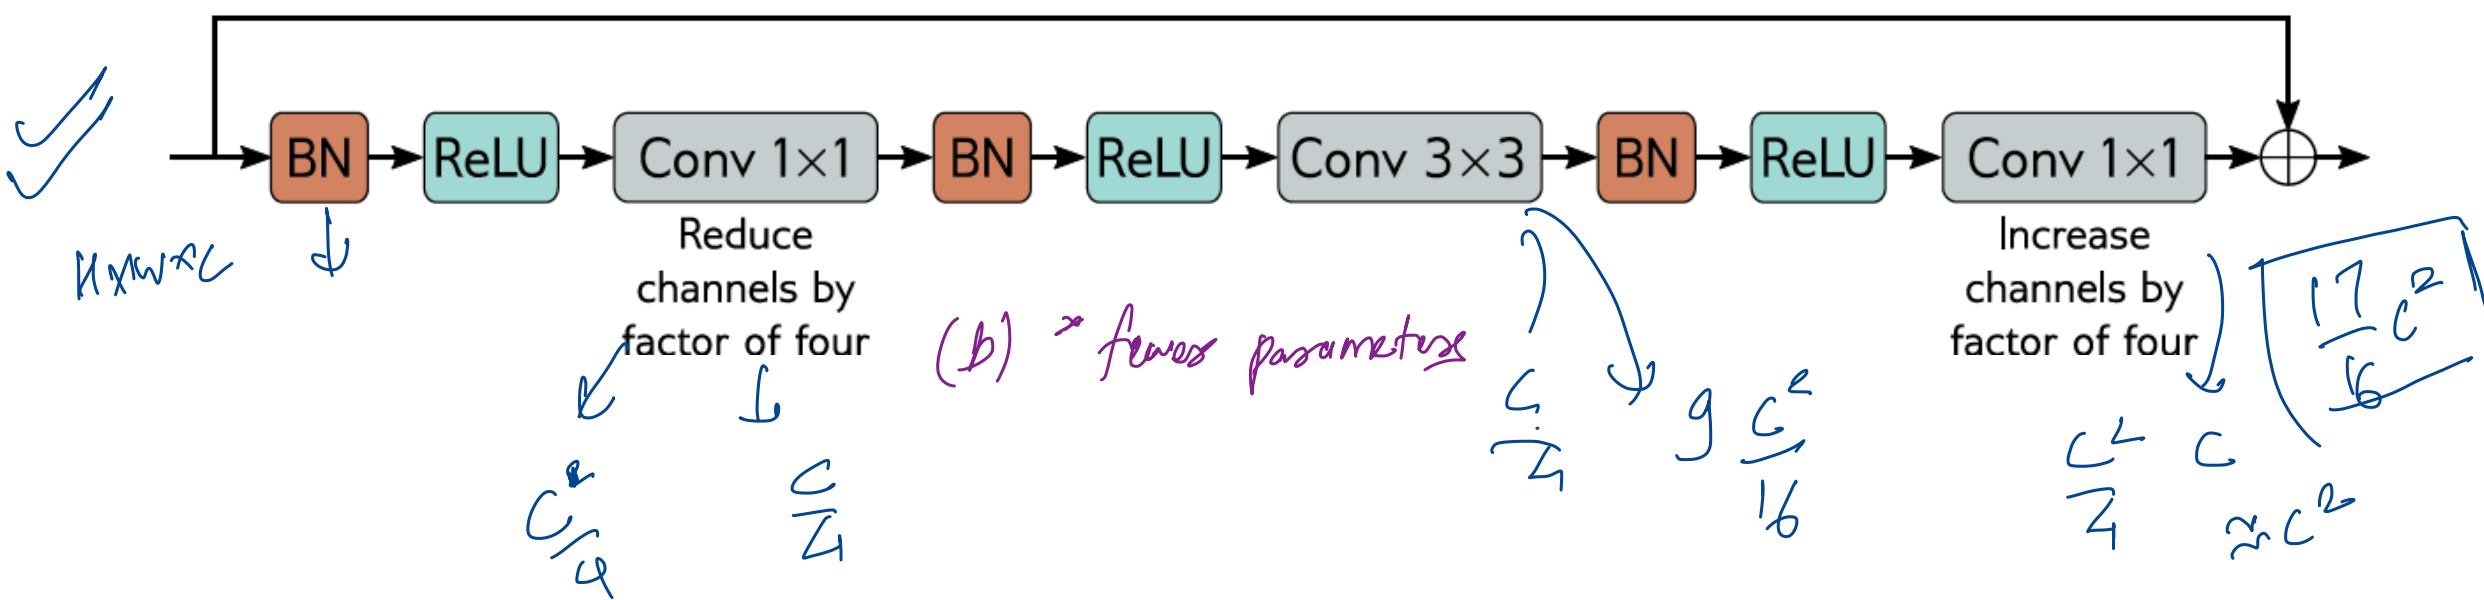 BN ReLU Conv 1×1 BN ReLU Conv 3×3 BN ReLU Conv 1×1
Reduce
channels by
factor of four
Increase
channels by
factor of four
H×W×C
(b) * fewer parameters
C²/4
C/4
C/4
9 C²/16
C²/4
C
≈C²
17/16 C²